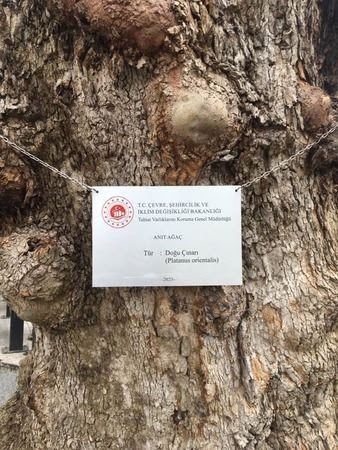 T.C. ÇEVRE, ŞEHİRCİLİK VE
İKLİM DEĞİŞİKLİĞİ BAKANLIĞI
Tabiat Varlıklarını Koruma Genel Müdürlüğü
ANIT AĞAÇ
Tür : Doğu Çınarı
(Platanus orientalis)
-2023-